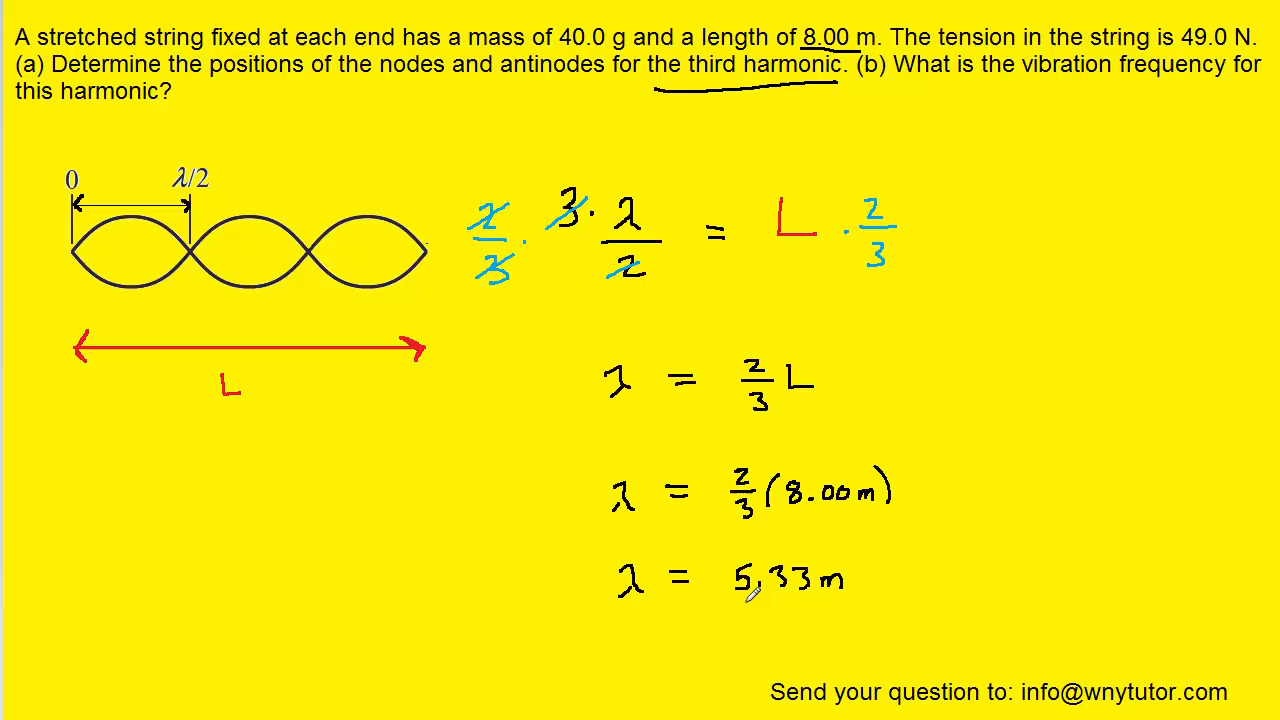 A stretched string fixed at each end has a mass of 40.0 g and a length of 8.00 m. The tension in the string is 49.0 N.
(a) Determine the positions of the nodes and antinodes for the third harmonic. (b) What is the vibration frequency for
this harmonic?
0 λ/2
2/3 · 3 · λ/2 = L · 2/3
L
λ = 2/3 L
λ = 2/3 (8.00m)
λ = 5.33m
Send your question to: info@wnytutor.com